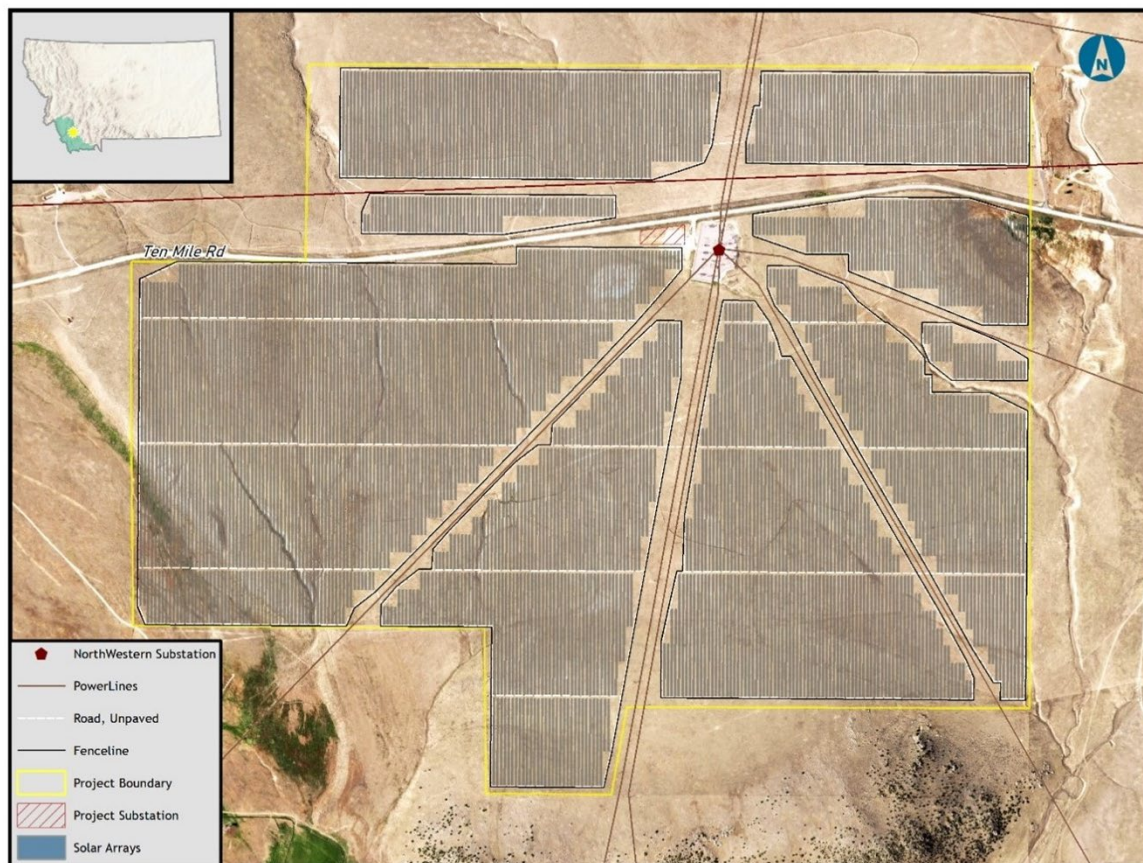 N
Ten Mile Rd
NorthWestern Substation
PowerLines
Road, Unpaved
Fenceline
Project Boundary
Project Substation
Solar Arrays